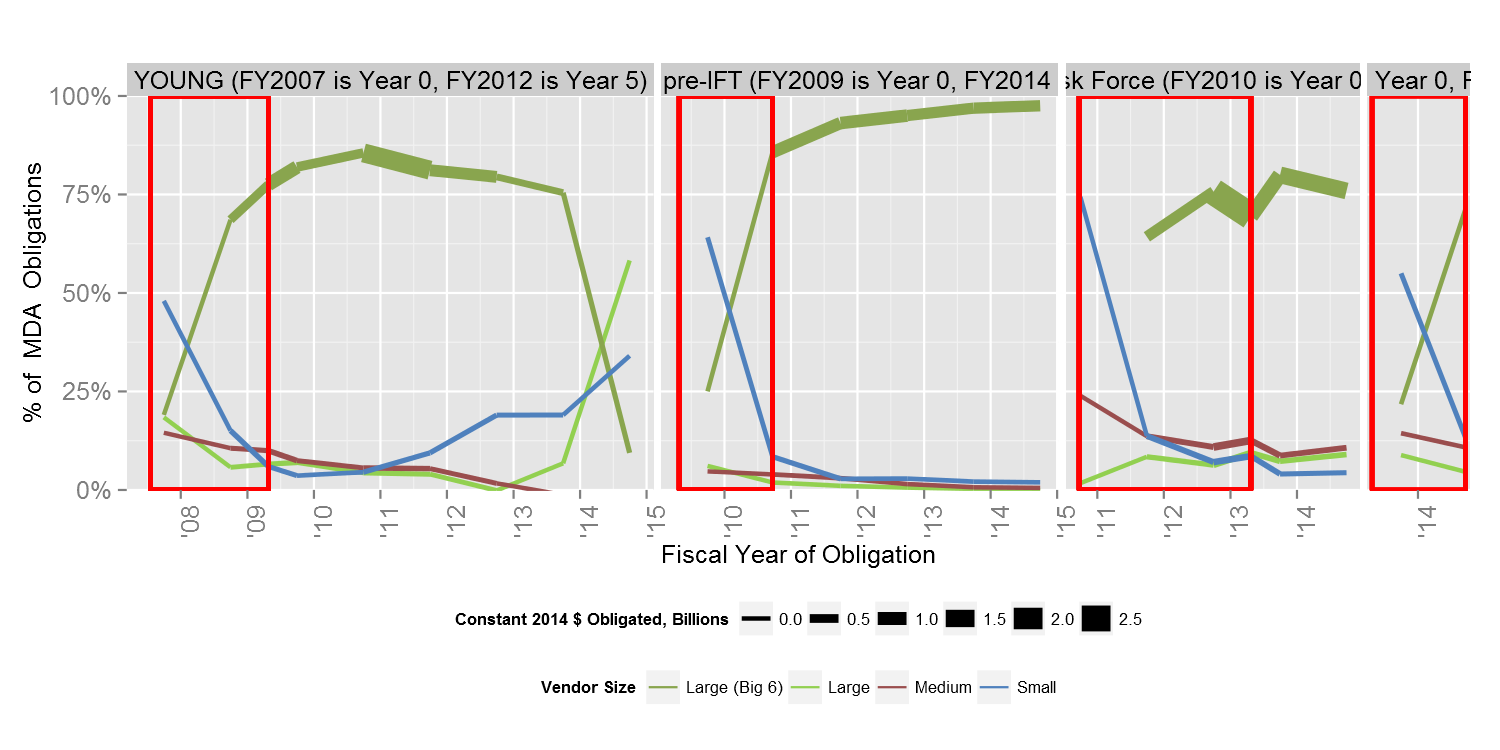 YOUNG (FY2007 is Year 0, FY2012 is Year 5)
pre-IFT (FY2009 is Year 0, FY2014
sk Force (FY2010 is Year 0
Year 0, F
100%
75%
50%
25%
0%
% of MDA Obligations
'08 '09 '10 '11 '12 '13 '14 '15
'10 '11 '12 '13 '14 '15
'11 '12 '13 '14
'14
Fiscal Year of Obligation
Constant 2014 $ Obligated, Billions 0.0 0.5 1.0 1.5 2.0 2.5
Vendor Size Large (Big 6) Large Medium Small